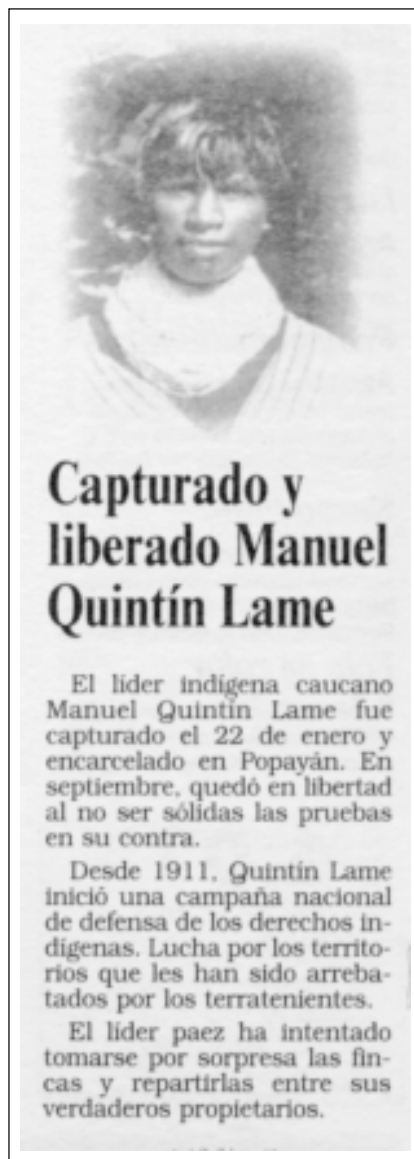 Capturado y
liberado Manuel
Quintín Lame
El líder indígena caucano
Manuel Quintín Lame fue
capturado el 22 de enero y
encarcelado en Popayán. En
septiembre, quedó en libertad
al no ser sólidas las pruebas
en su contra.
Desde 1911, Quintín Lame
inició una campaña nacional
de defensa de los derechos in-
dígenas. Lucha por los territo-
rios que les han sido arreba-
tados por los terratenientes.
El líder paez ha intentado
tomarse por sorpresa las fin-
cas y repartirlas entre sus
verdaderos propietarios.